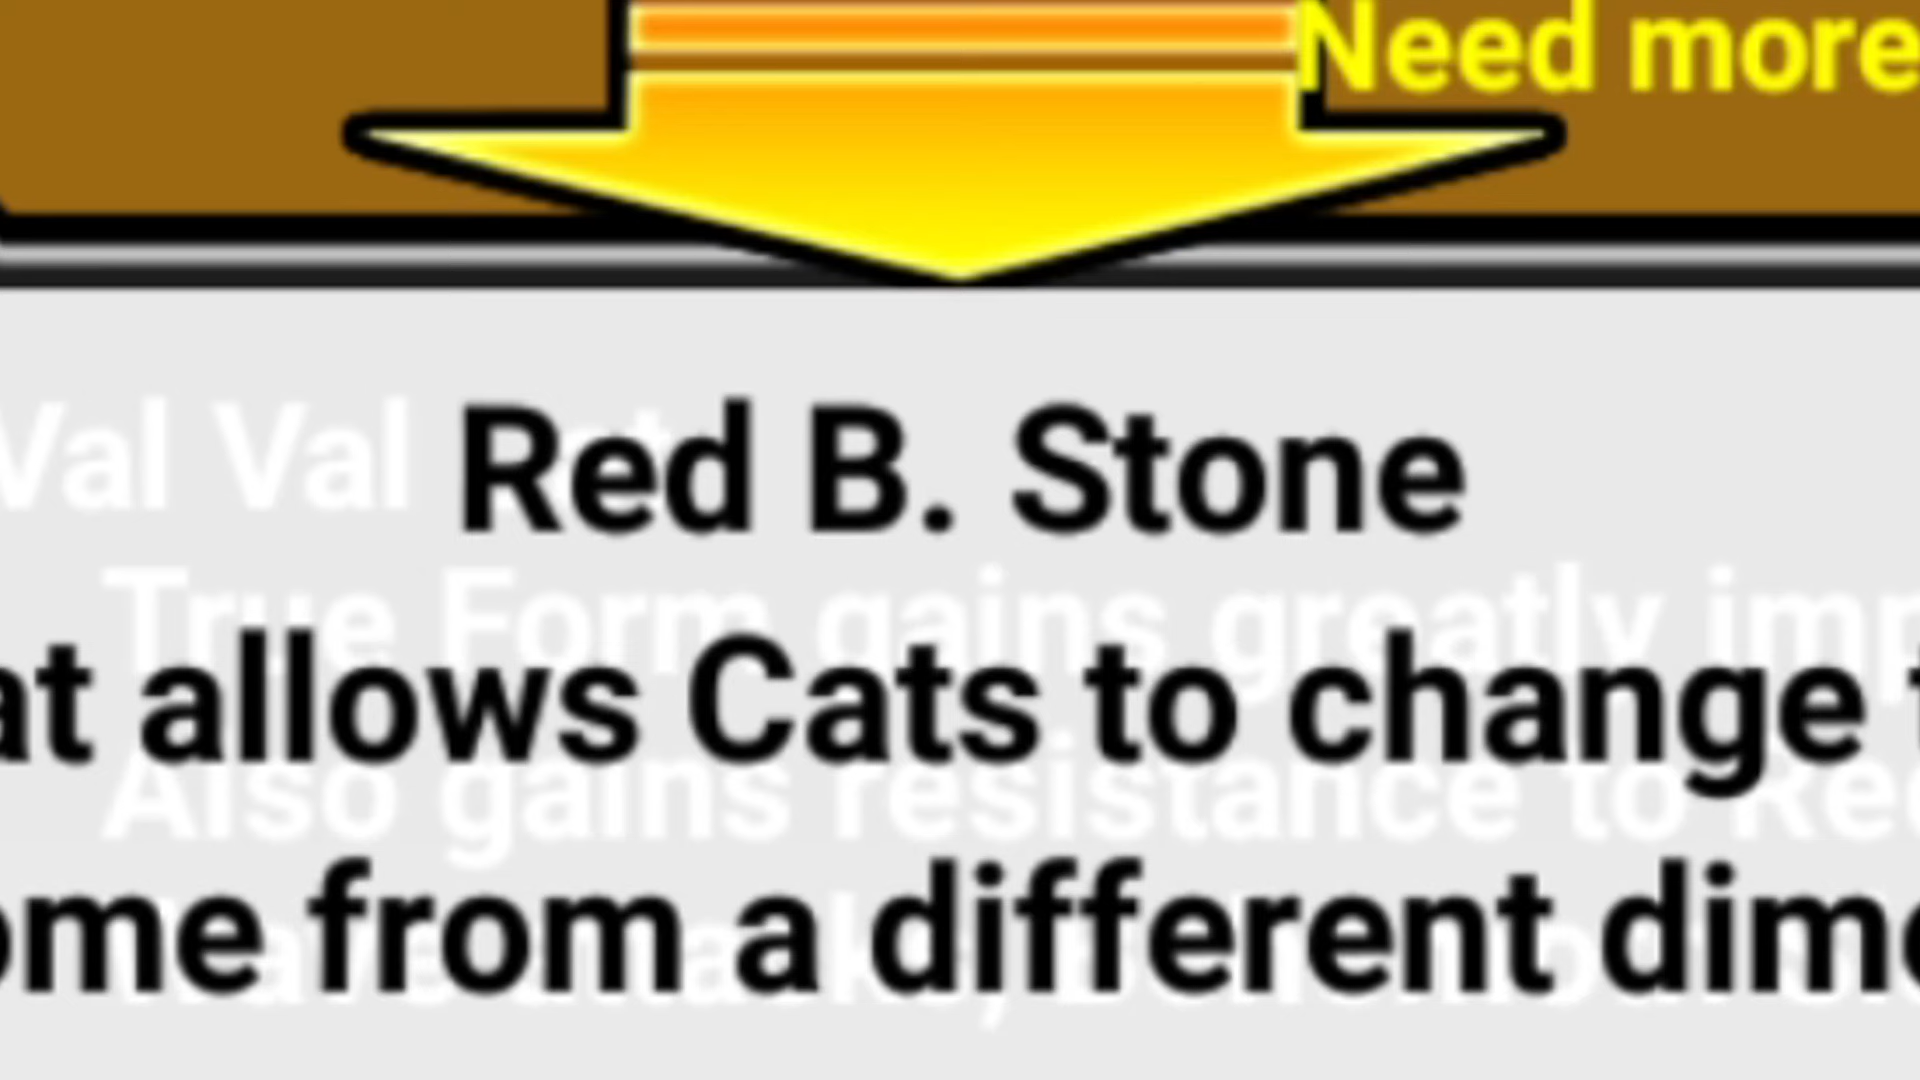 Need more
Val Val
Red B. Stone
True Form gains greatly imp
at allows Cats to change
Also gains resistance to Red
ome from a different dime